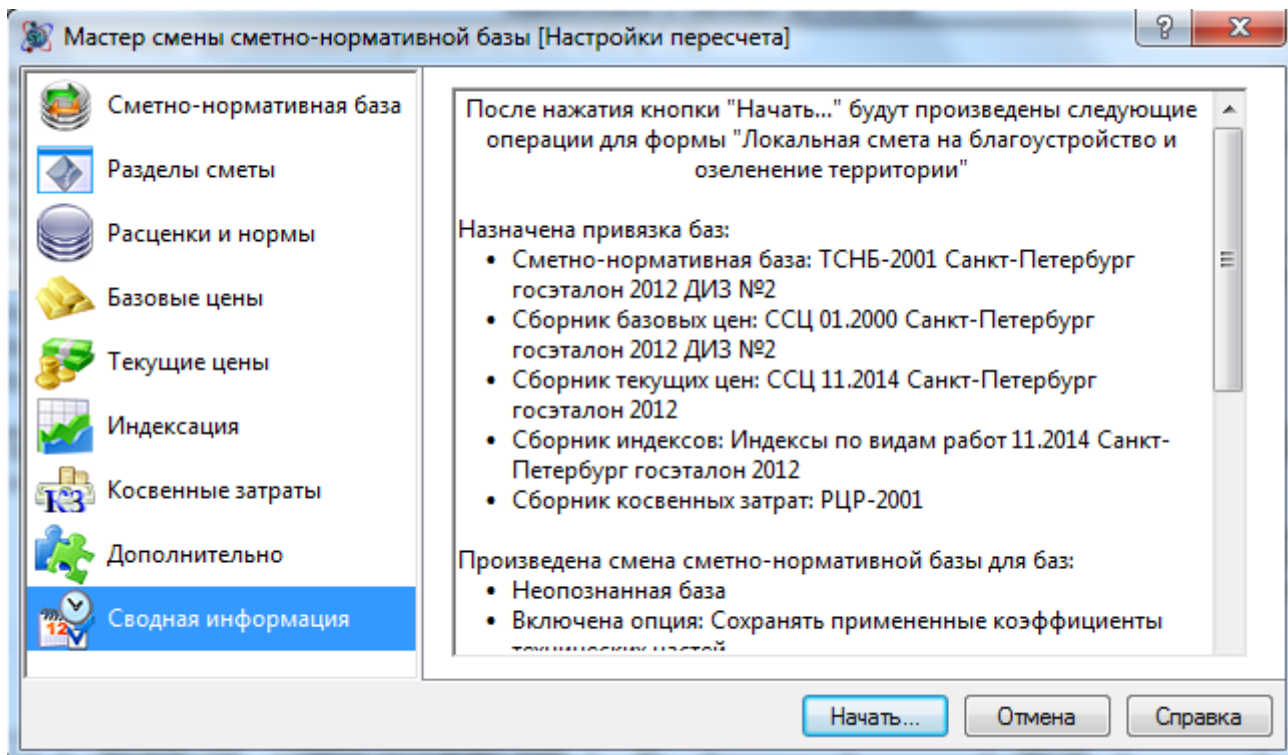 Мастер смены сметно-нормативной базы [Настройки пересчета]
Сметно-нормативная база
Разделы сметы
Расценки и нормы
Базовые цены
Текущие цены
Индексация
Косвенные затраты
Дополнительно
Сводная информация
После нажатия кнопки "Начать..." будут произведены следующие
операции для формы "Локальная смета на благоустройство и
озеленение территории"
Назначена привязка баз:
• Сметно-нормативная база: ТСНБ-2001 Санкт-Петербург
госэталон 2012 ДИЗ №2
• Сборник базовых цен: ССЦ 01.2000 Санкт-Петербург
госэталон 2012 ДИЗ №2
• Сборник текущих цен: ССЦ 11.2014 Санкт-Петербург
госэталон 2012
• Сборник индексов: Индексы по видам работ 11.2014 Санкт-
Петербург госэталон 2012
• Сборник косвенных затрат: РЦР-2001
Произведена смена сметно-нормативной базы для баз:
• Неопознанная база
• Включена опция: Сохранять примененные коэффициенты
технических частей
Начать...
Отмена
Справка